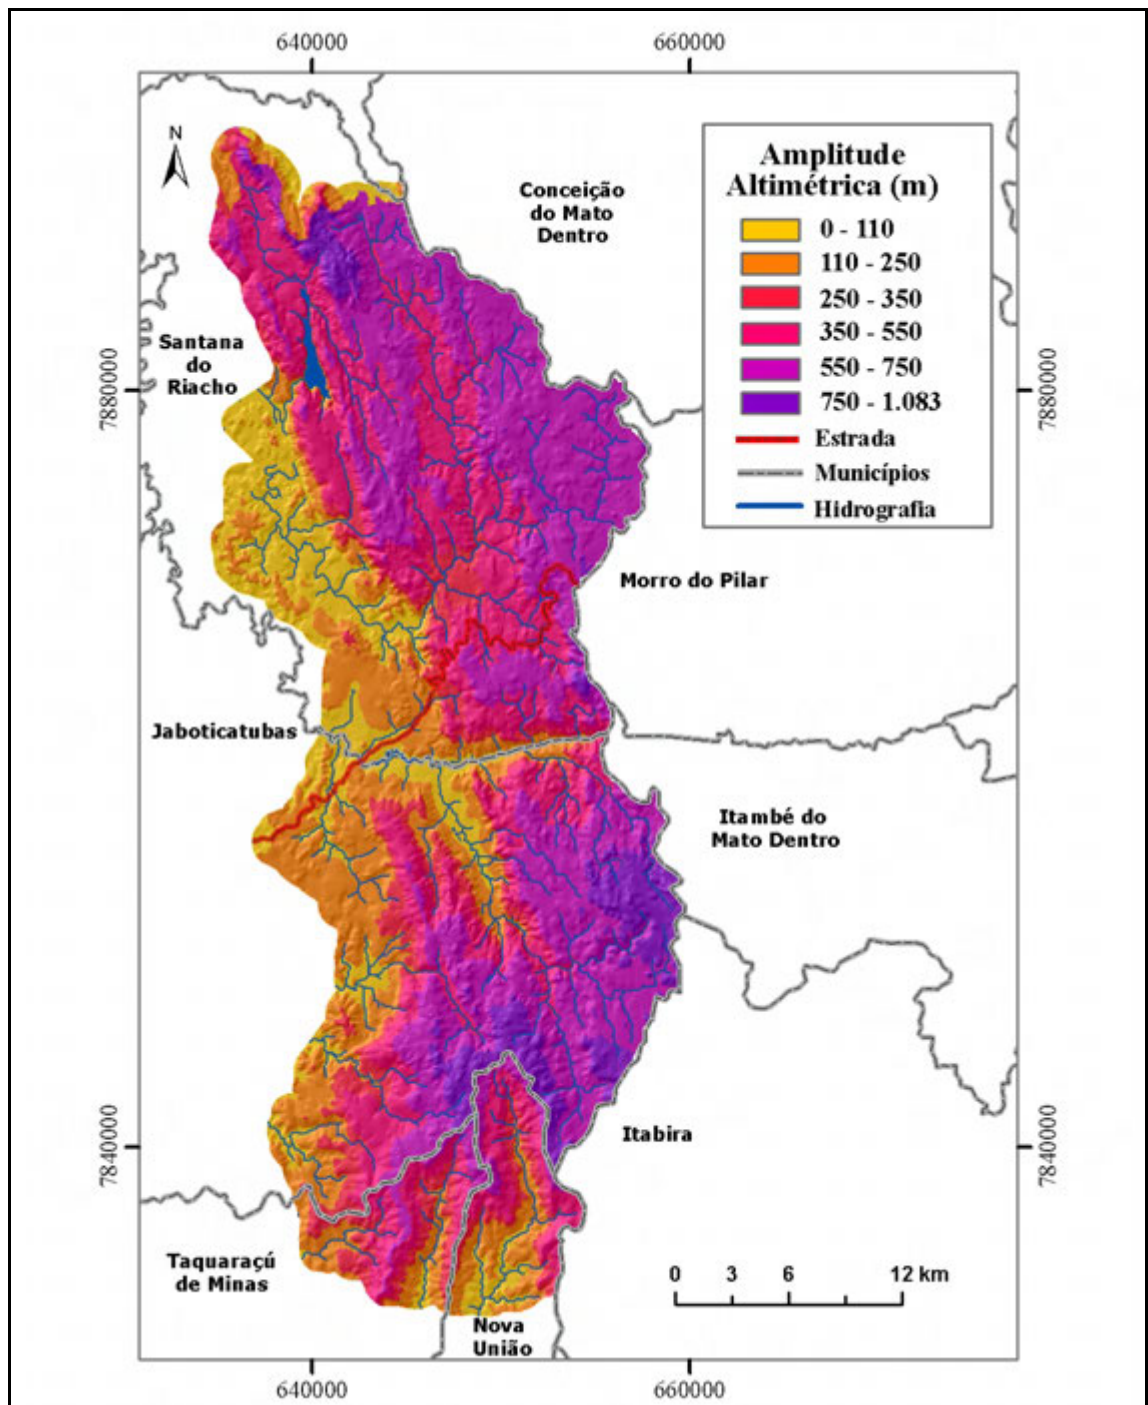 640000
660000
N
Conceição
do Mato
Dentro
Amplitude
Altimétrica (m)
0 - 110
110 - 250
250 - 350
350 - 550
550 - 750
750 - 1.083
Estrada
Municípios
Hidrografia
Santana
do
Riacho
7880000
7880000
Morro do Pilar
Jaboticatubas
Itambé do
Mato Dentro
7840000
7840000
Itabira
Taquaraçú
de Minas
0 3 6 12 km
Nova
União
640000
660000